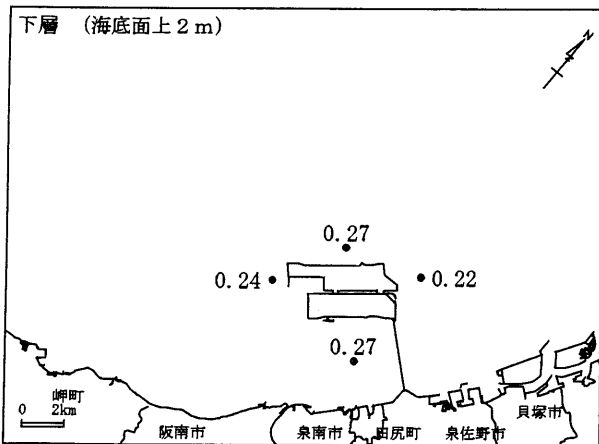 下層 (海底面上2m)
N
0.27
0.24
0.22
0.27
岬町
0 2km
阪南市
泉南市
田尻町
泉佐野市
貝塚市